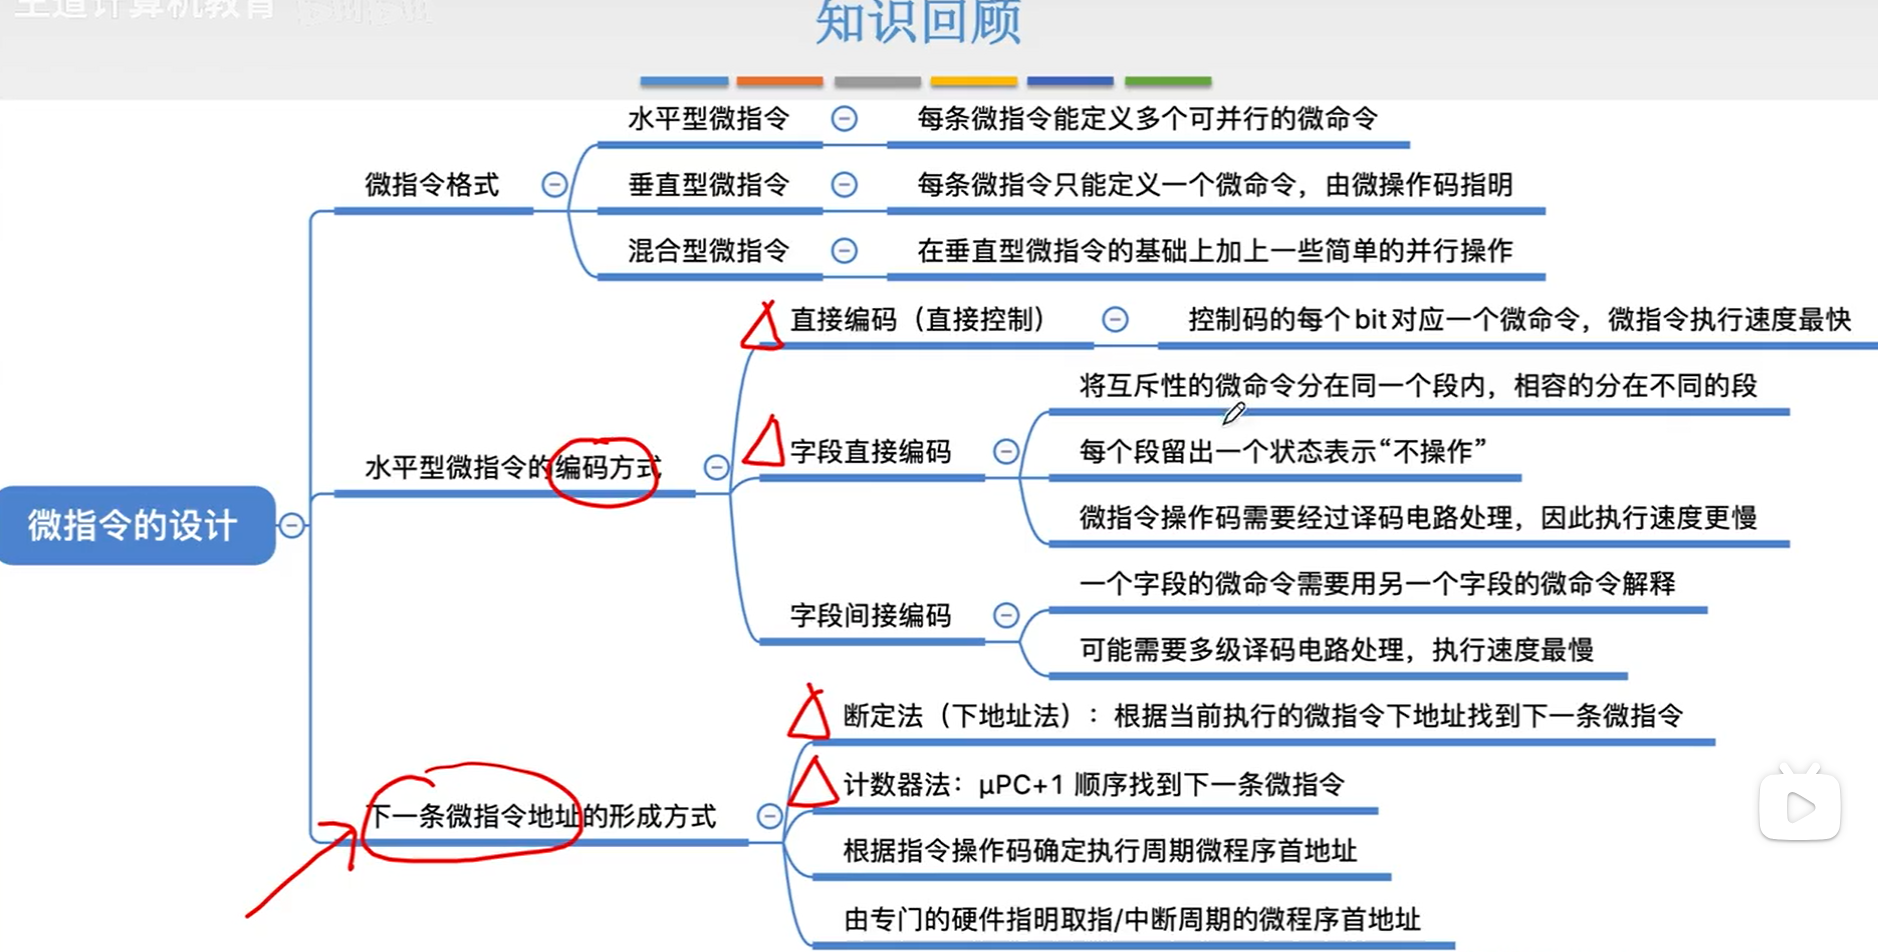 王道计算机教育 bilibili
知识回顾
水平型微指令
每条微指令能定义多个可并行的微命令
微指令格式
垂直型微指令
每条微指令只能定义一个微命令，由微操作码指明
混合型微指令
在垂直型微指令的基础上加上一些简单的并行操作
直接编码（直接控制）
控制码的每个bit对应一个微命令，微指令执行速度最快
将互斥性的微命令分在同一个段内，相容的分在不同的段
水平型微指令的编码方式
字段直接编码
每个段留出一个状态表示“不操作”
微指令操作码需要经过译码电路处理，因此执行速度更慢
微指令的设计
一个字段的微命令需要用另一个字段的微命令解释
字段间接编码
可能需要多级译码电路处理，执行速度最慢
断定法（下地址法）：根据当前执行的微指令下地址找到下一条微指令
计数器法：μPC+1 顺序找到下一条微指令
下一条微指令地址的形成方式
根据指令操作码确定执行周期微程序首地址
由专门的硬件指明取指/中断周期的微程序首地址